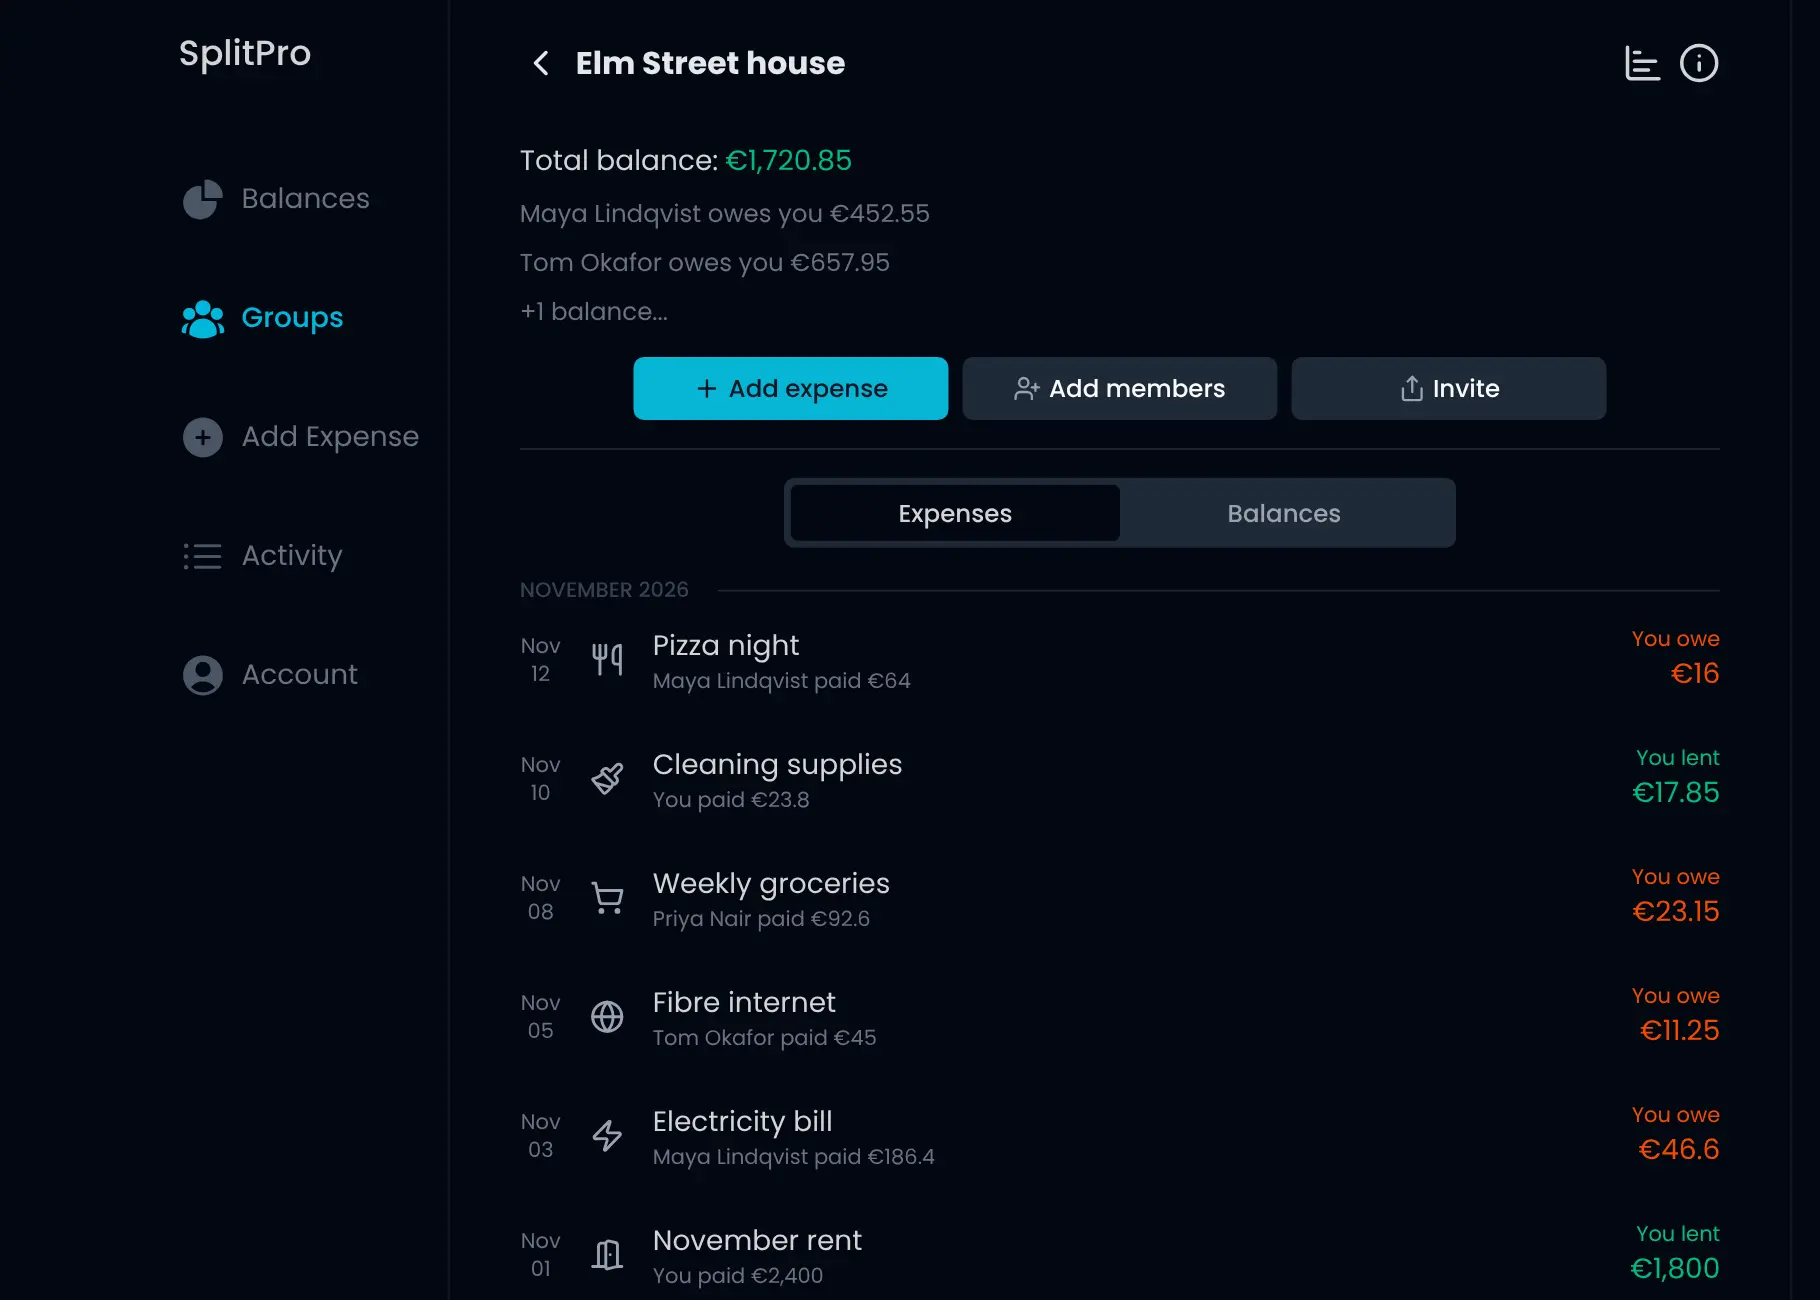 SplitPro
Balances
Groups
Add Expense
Activity
Account
Elm Street house
Total balance: €1,720.85
Maya Lindqvist owes you €452.55
Tom Okafor owes you €657.95
+1 balance...
Add expense
Add members
Invite
Expenses
Balances
NOVEMBER 2026
Nov 12
Pizza night
Maya Lindqvist paid €64
You owe
€16
Nov 10
Cleaning supplies
You paid €23.8
You lent
€17.85
Nov 08
Weekly groceries
Priya Nair paid €92.6
You owe
€23.15
Nov 05
Fibre internet
Tom Okafor paid €45
You owe
€11.25
Nov 03
Electricity bill
Maya Lindqvist paid €186.4
You owe
€46.6
Nov 01
November rent
You paid €2,400
You lent
€1,800